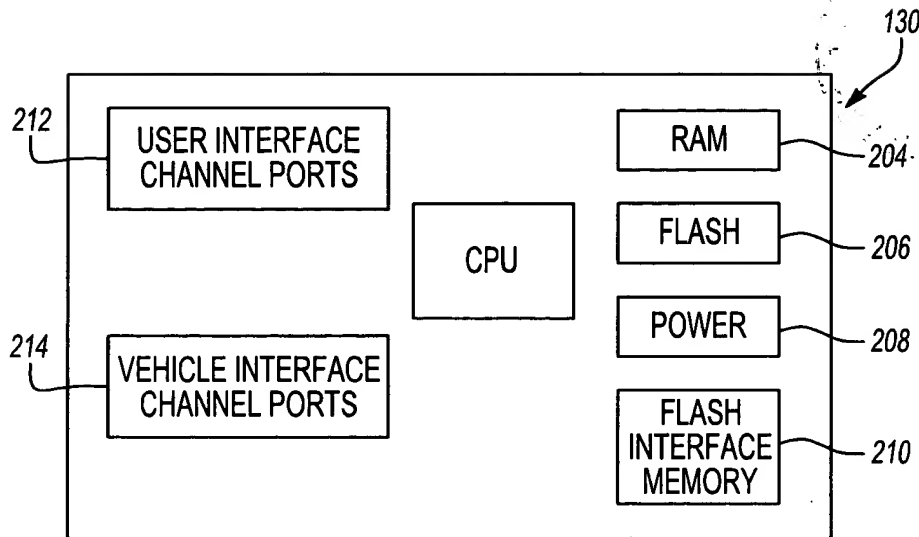 130
212
USER INTERFACE
CHANNEL PORTS
RAM
204
CPU
FLASH
206
POWER
208
214
VEHICLE INTERFACE
CHANNEL PORTS
FLASH
INTERFACE
MEMORY
210